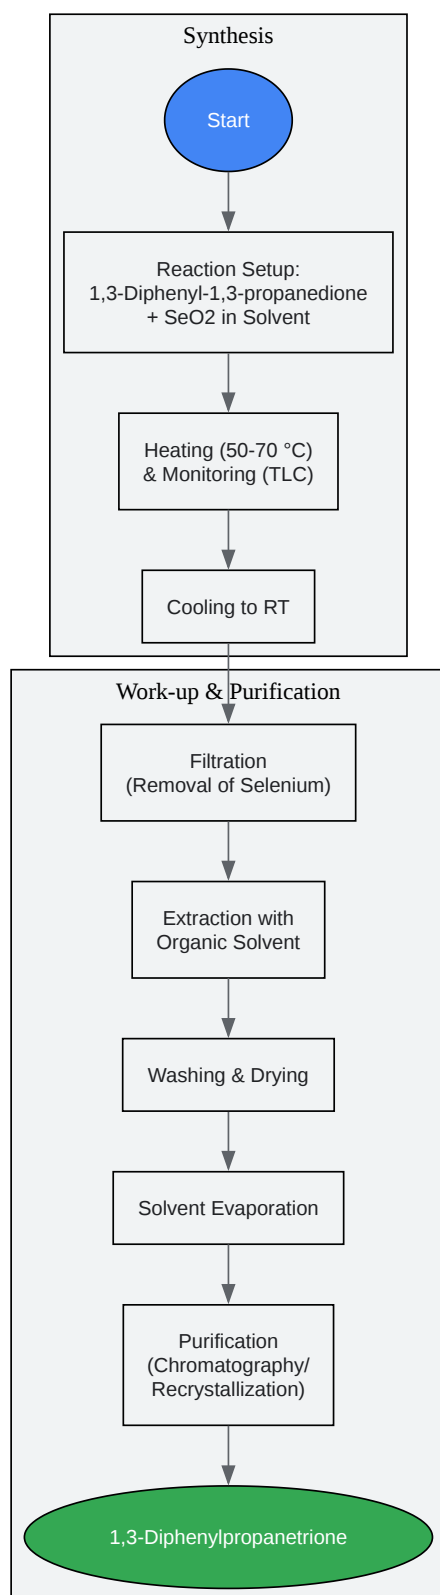 Synthesis
Start
Reaction Setup:
1,3-Diphenyl-1,3-propanedione
+ SeO2 in Solvent
Heating (50-70 °C)
& Monitoring (TLC)
Cooling to RT
Work-up & Purification
Filtration
(Removal of Selenium)
Extraction with
Organic Solvent
Washing & Drying
Solvent Evaporation
Purification
(Chromatography/
Recrystallization)
1,3-Diphenylpropanetrione